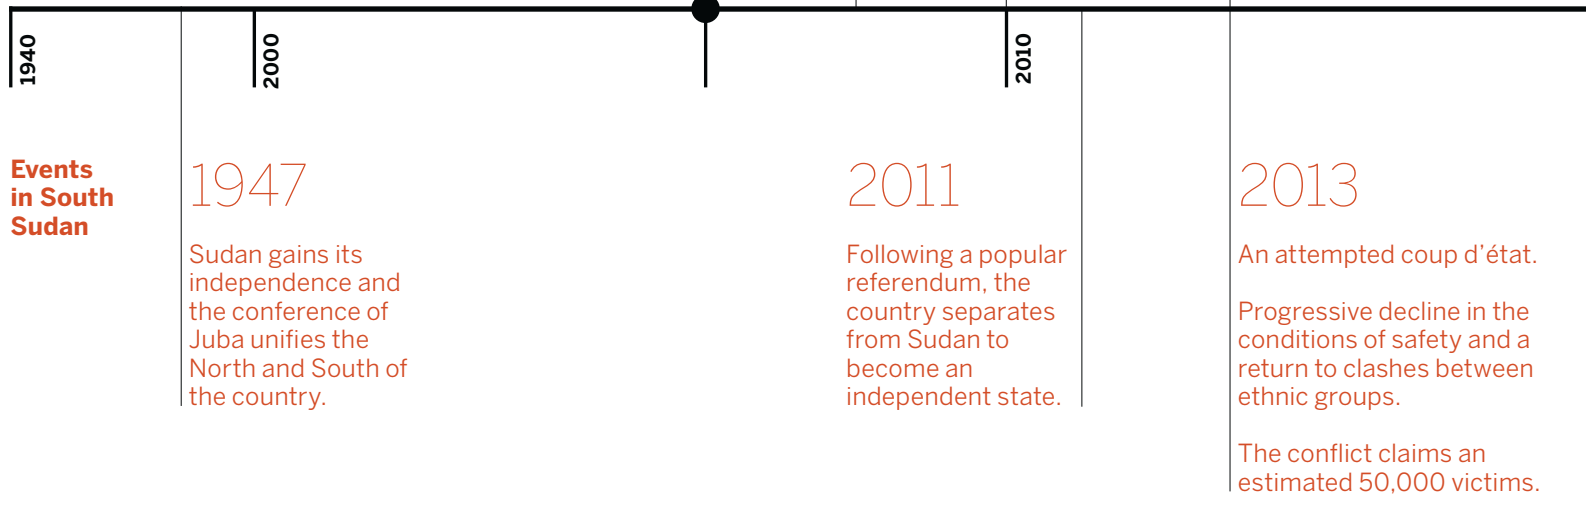 1940
2000
2010
Events
in South
Sudan
1947
Sudan gains its
independence and
the conference of
Juba unifies the
North and South of
the country.
2011
Following a popular
referendum, the
country separates
from Sudan to
become an
independent state.
2013
An attempted coup d’état.
Progressive decline in the
conditions of safety and a
return to clashes between
ethnic groups.
The conflict claims an
estimated 50,000 victims.